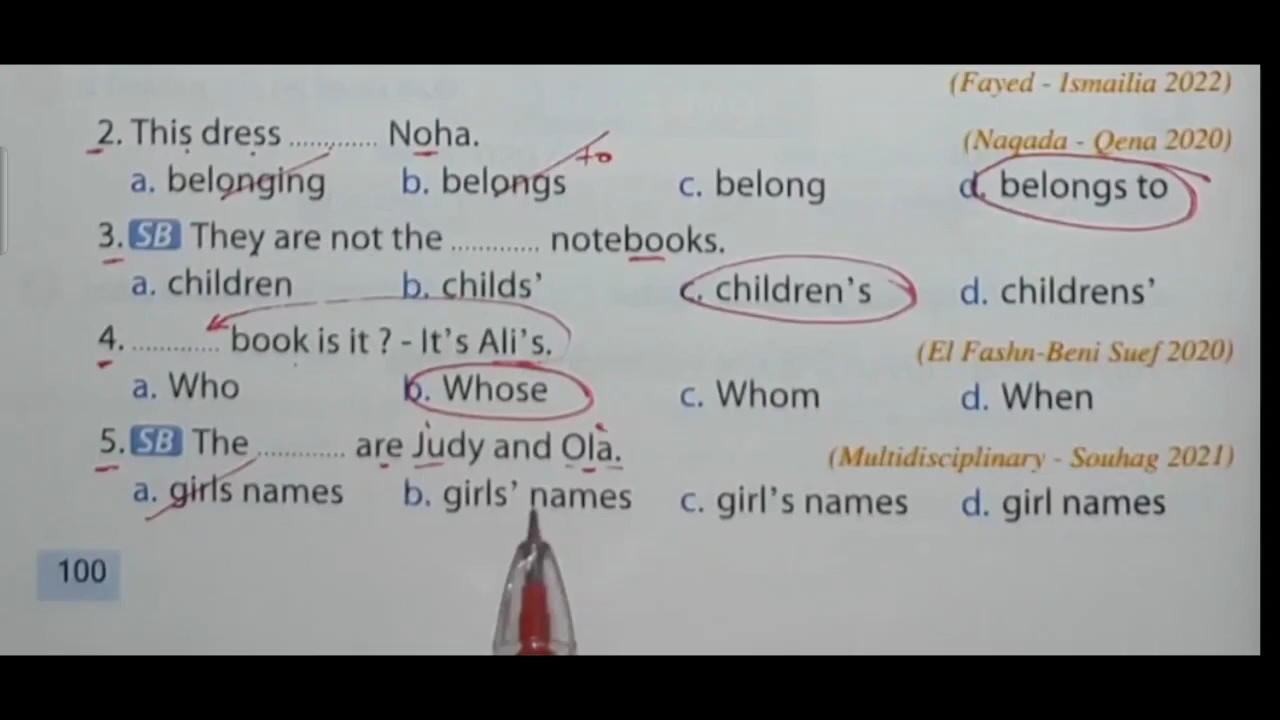 (Fayed - Ismailia 2022)
2. This dress ............. Noha. (Naqada - Qena 2020)
to
a. belonging b. belongs c. belong d. belongs to
3. SB They are not the ............ notebooks.
a. children b. childs’ c. children’s d. childrens’
4. ............ book is it ? - It’s Ali’s. (El Fashn-Beni Suef 2020)
a. Who b. Whose c. Whom d. When
5. SB The ............ are Judy and Ola. (Multidisciplinary - Souhag 2021)
a. girls names b. girls’ names c. girl’s names d. girl names
100